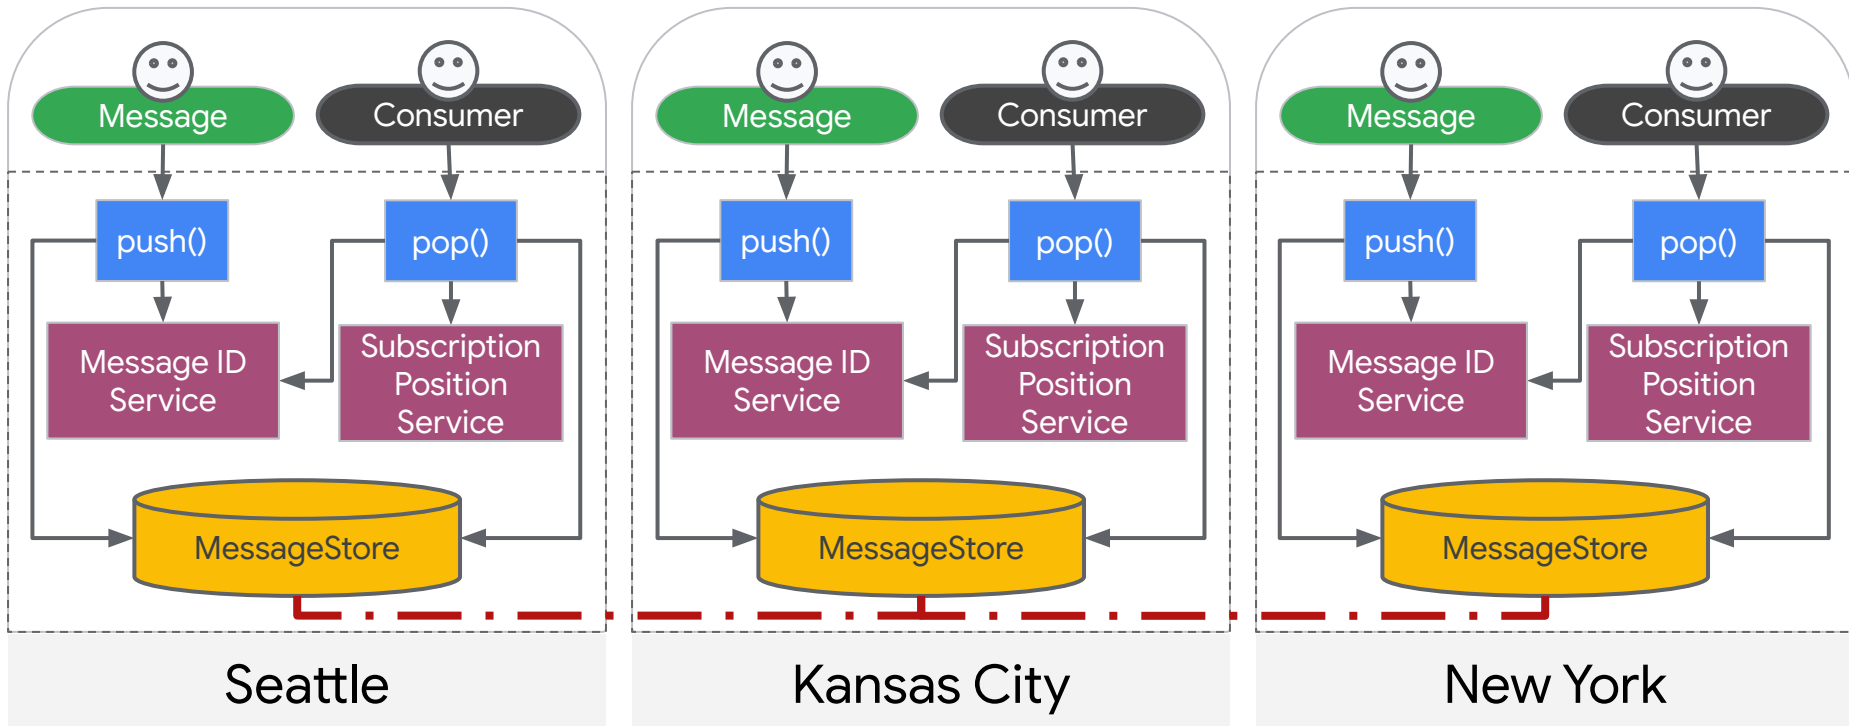 Message
Consumer
push()
pop()
Message ID
Service
Subscription
Position
Service
MessageStore
Seattle
Message
Consumer
push()
pop()
Message ID
Service
Subscription
Position
Service
MessageStore
Kansas City
Message
Consumer
push()
pop()
Message ID
Service
Subscription
Position
Service
MessageStore
New York